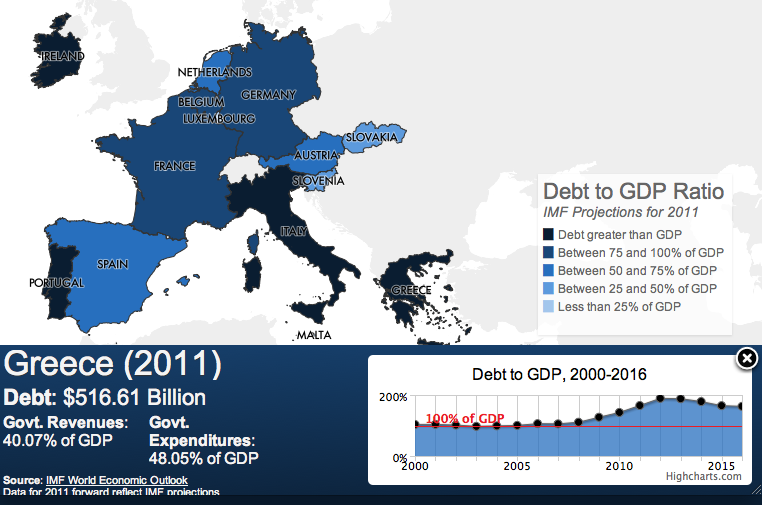 IRELAND
NETHERLANDS
BELGIUM
GERMANY
LUXEMBOURG
SLOVAKIA
FRANCE
AUSTRIA
SLOVENIA
ITALY
SPAIN
PORTUGAL
GREECE
MALTA
Debt to GDP Ratio
IMF Projections for 2011
Debt greater than GDP
Between 75 and 100% of GDP
Between 50 and 75% of GDP
Between 25 and 50% of GDP
Less than 25% of GDP
Greece (2011)
Debt: $516.61 Billion
Govt. Revenues:
40.07% of GDP
Govt.
Expenditures:
48.05% of GDP
Source: IMF World Economic Outlook
Data for 2011 forward reflect IMF projections
Debt to GDP, 2000-2016
200%
100% of GDP
0%
2000 2005 2010 2015
Highcharts.com